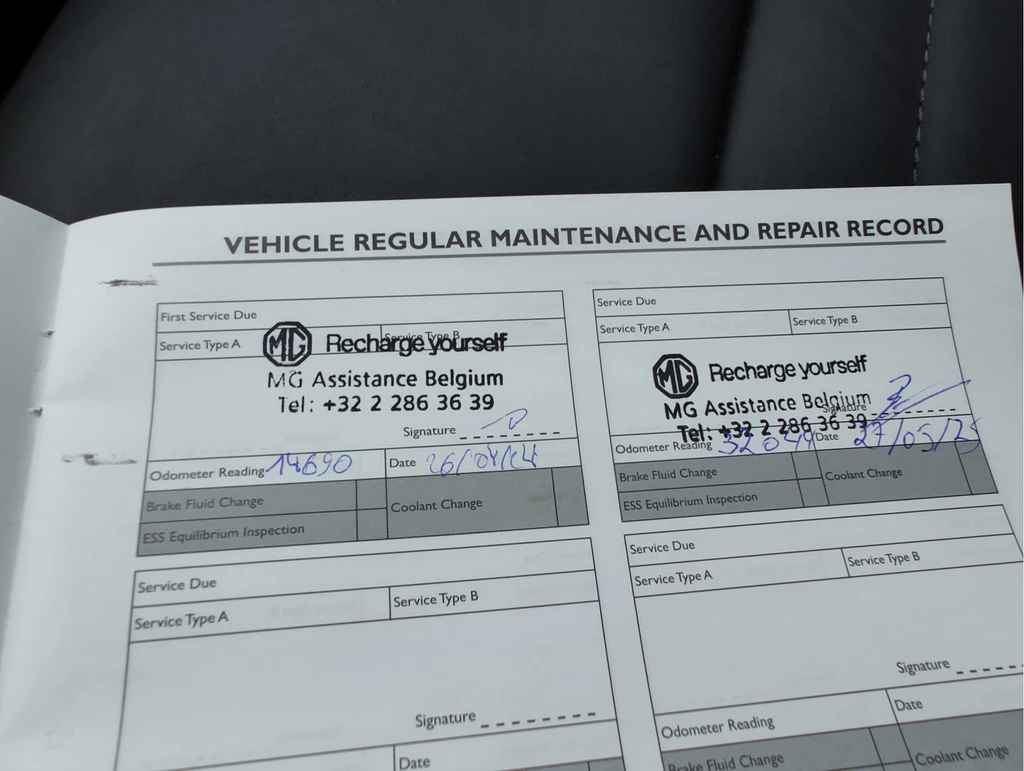 VEHICLE REGULAR MAINTENANCE AND REPAIR RECORD
First Service Due
Service Type A
Service Type B
MG Recharge yourself
MG Assistance Belgium
Tel: +32 2 286 36 39
Signature
Odometer Reading 14690
Date 26/04/24
Brake Fluid Change
Coolant Change
ESS Equilibrium Inspection
Service Due
Service Type A
Service Type B
MG Recharge yourself
MG Assistance Belgium
Signature
Tel: +32 2 286 36 39
Odometer Reading 32044
Date 27/05/25
Brake Fluid Change
Coolant Change
ESS Equilibrium Inspection
Service Due
Service Type A
Service Type B
Signature
Date
Service Due
Service Type A
Service Type B
Signature
Odometer Reading
Date
Brake Fluid Change
Coolant Change